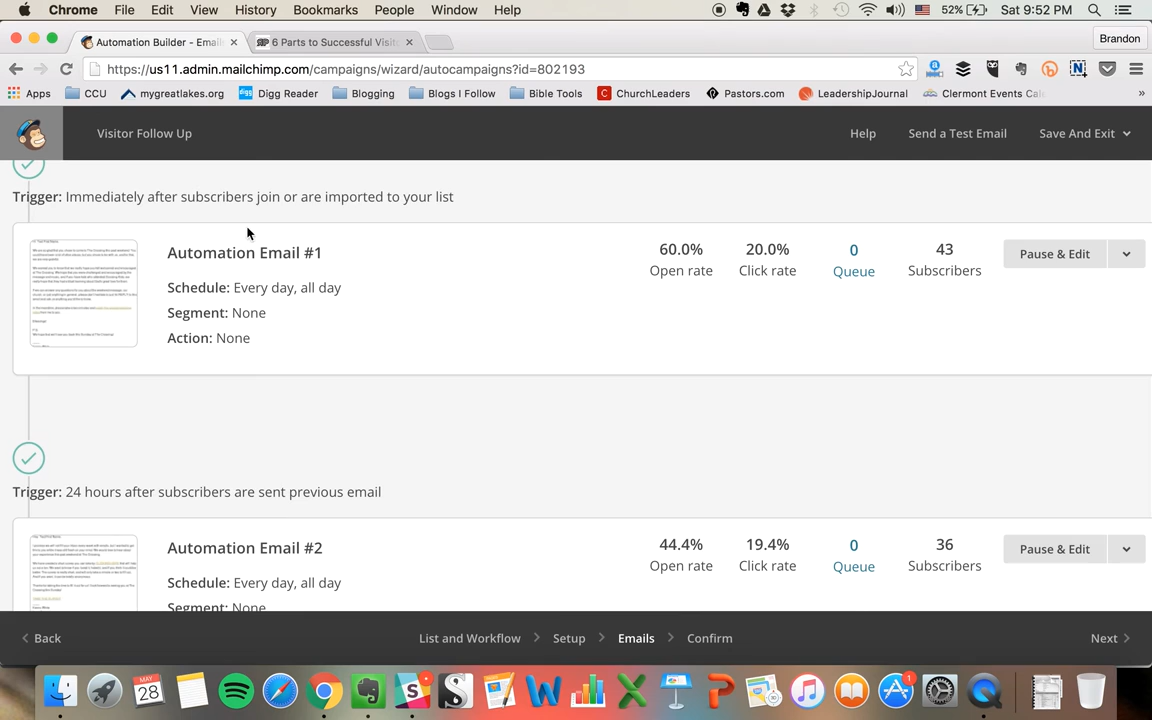 Chrome File Edit View History Bookmarks People Window Help 52% Sat 9:52 PM
Automation Builder - Email 6 Parts to Successful Visit Brandon
https://us11.admin.mailchimp.com/campaigns/wizard/autocampaigns?id=802193
Apps CCU mygreatlakes.org Digg Reader Blogging Blogs I Follow Bible Tools ChurchLeaders Pastors.com LeadershipJournal Clermont Events Cal »
Visitor Follow Up Help Send a Test Email Save And Exit
Trigger: Immediately after subscribers join or are imported to your list
Automation Email #1 60.0% 20.0% 0 43 Pause & Edit
Open rate Click rate Queue Subscribers
Schedule: Every day, all day
Segment: None
Action: None
Trigger: 24 hours after subscribers are sent previous email
Automation Email #2 44.4% 19.4% 0 36 Pause & Edit
Open rate Click rate Queue Subscribers
Schedule: Every day, all day
Segment: None
Back List and Workflow Setup Emails Confirm Next
MAY
28
1